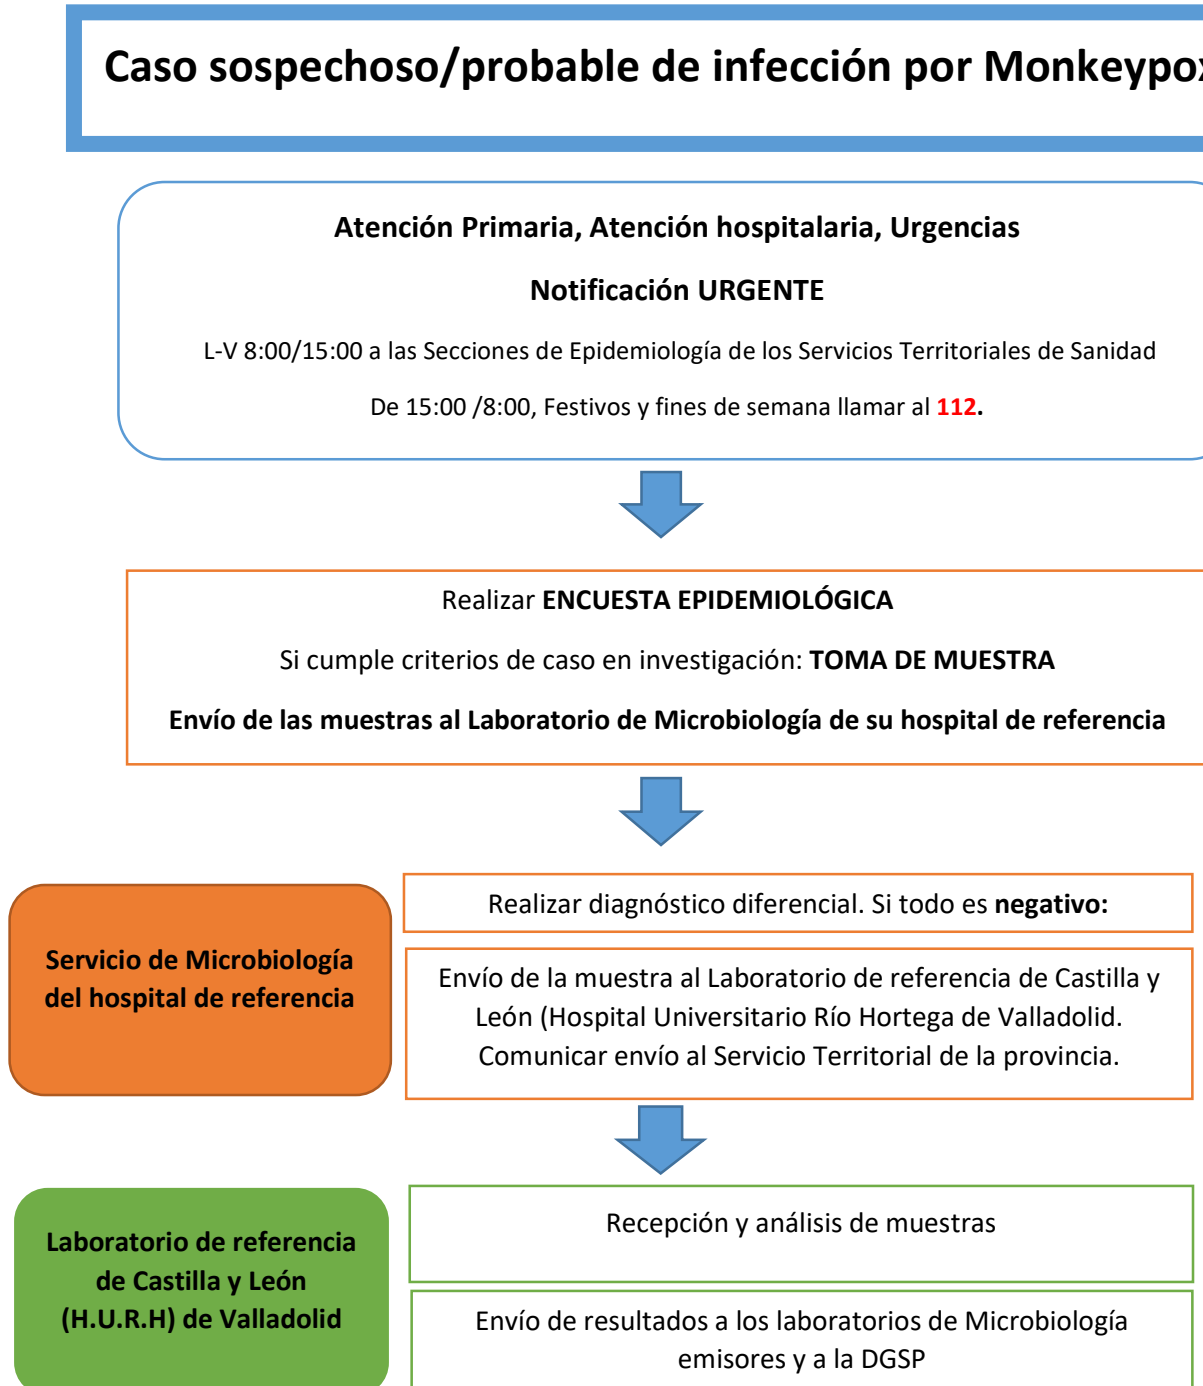 Caso sospechoso/probable de infección por Monkeypox
Atención Primaria, Atención hospitalaria, Urgencias
Notificación URGENTE
L-V 8:00/15:00 a las Secciones de Epidemiología de los Servicios Territoriales de Sanidad
De 15:00 /8:00, Festivos y fines de semana llamar al 112.
Realizar ENCUESTA EPIDEMIOLÓGICA
Si cumple criterios de caso en investigación: TOMA DE MUESTRA
Envío de las muestras al Laboratorio de Microbiología de su hospital de referencia
Servicio de Microbiología
del hospital de referencia
Realizar diagnóstico diferencial. Si todo es negativo:
Envío de la muestra al Laboratorio de referencia de Castilla y
León (Hospital Universitario Río Hortega de Valladolid.
Comunicar envío al Servicio Territorial de la provincia.
Laboratorio de referencia
de Castilla y León
(H.U.R.H) de Valladolid
Recepción y análisis de muestras
Envío de resultados a los laboratorios de Microbiología
emisores y a la DGSP